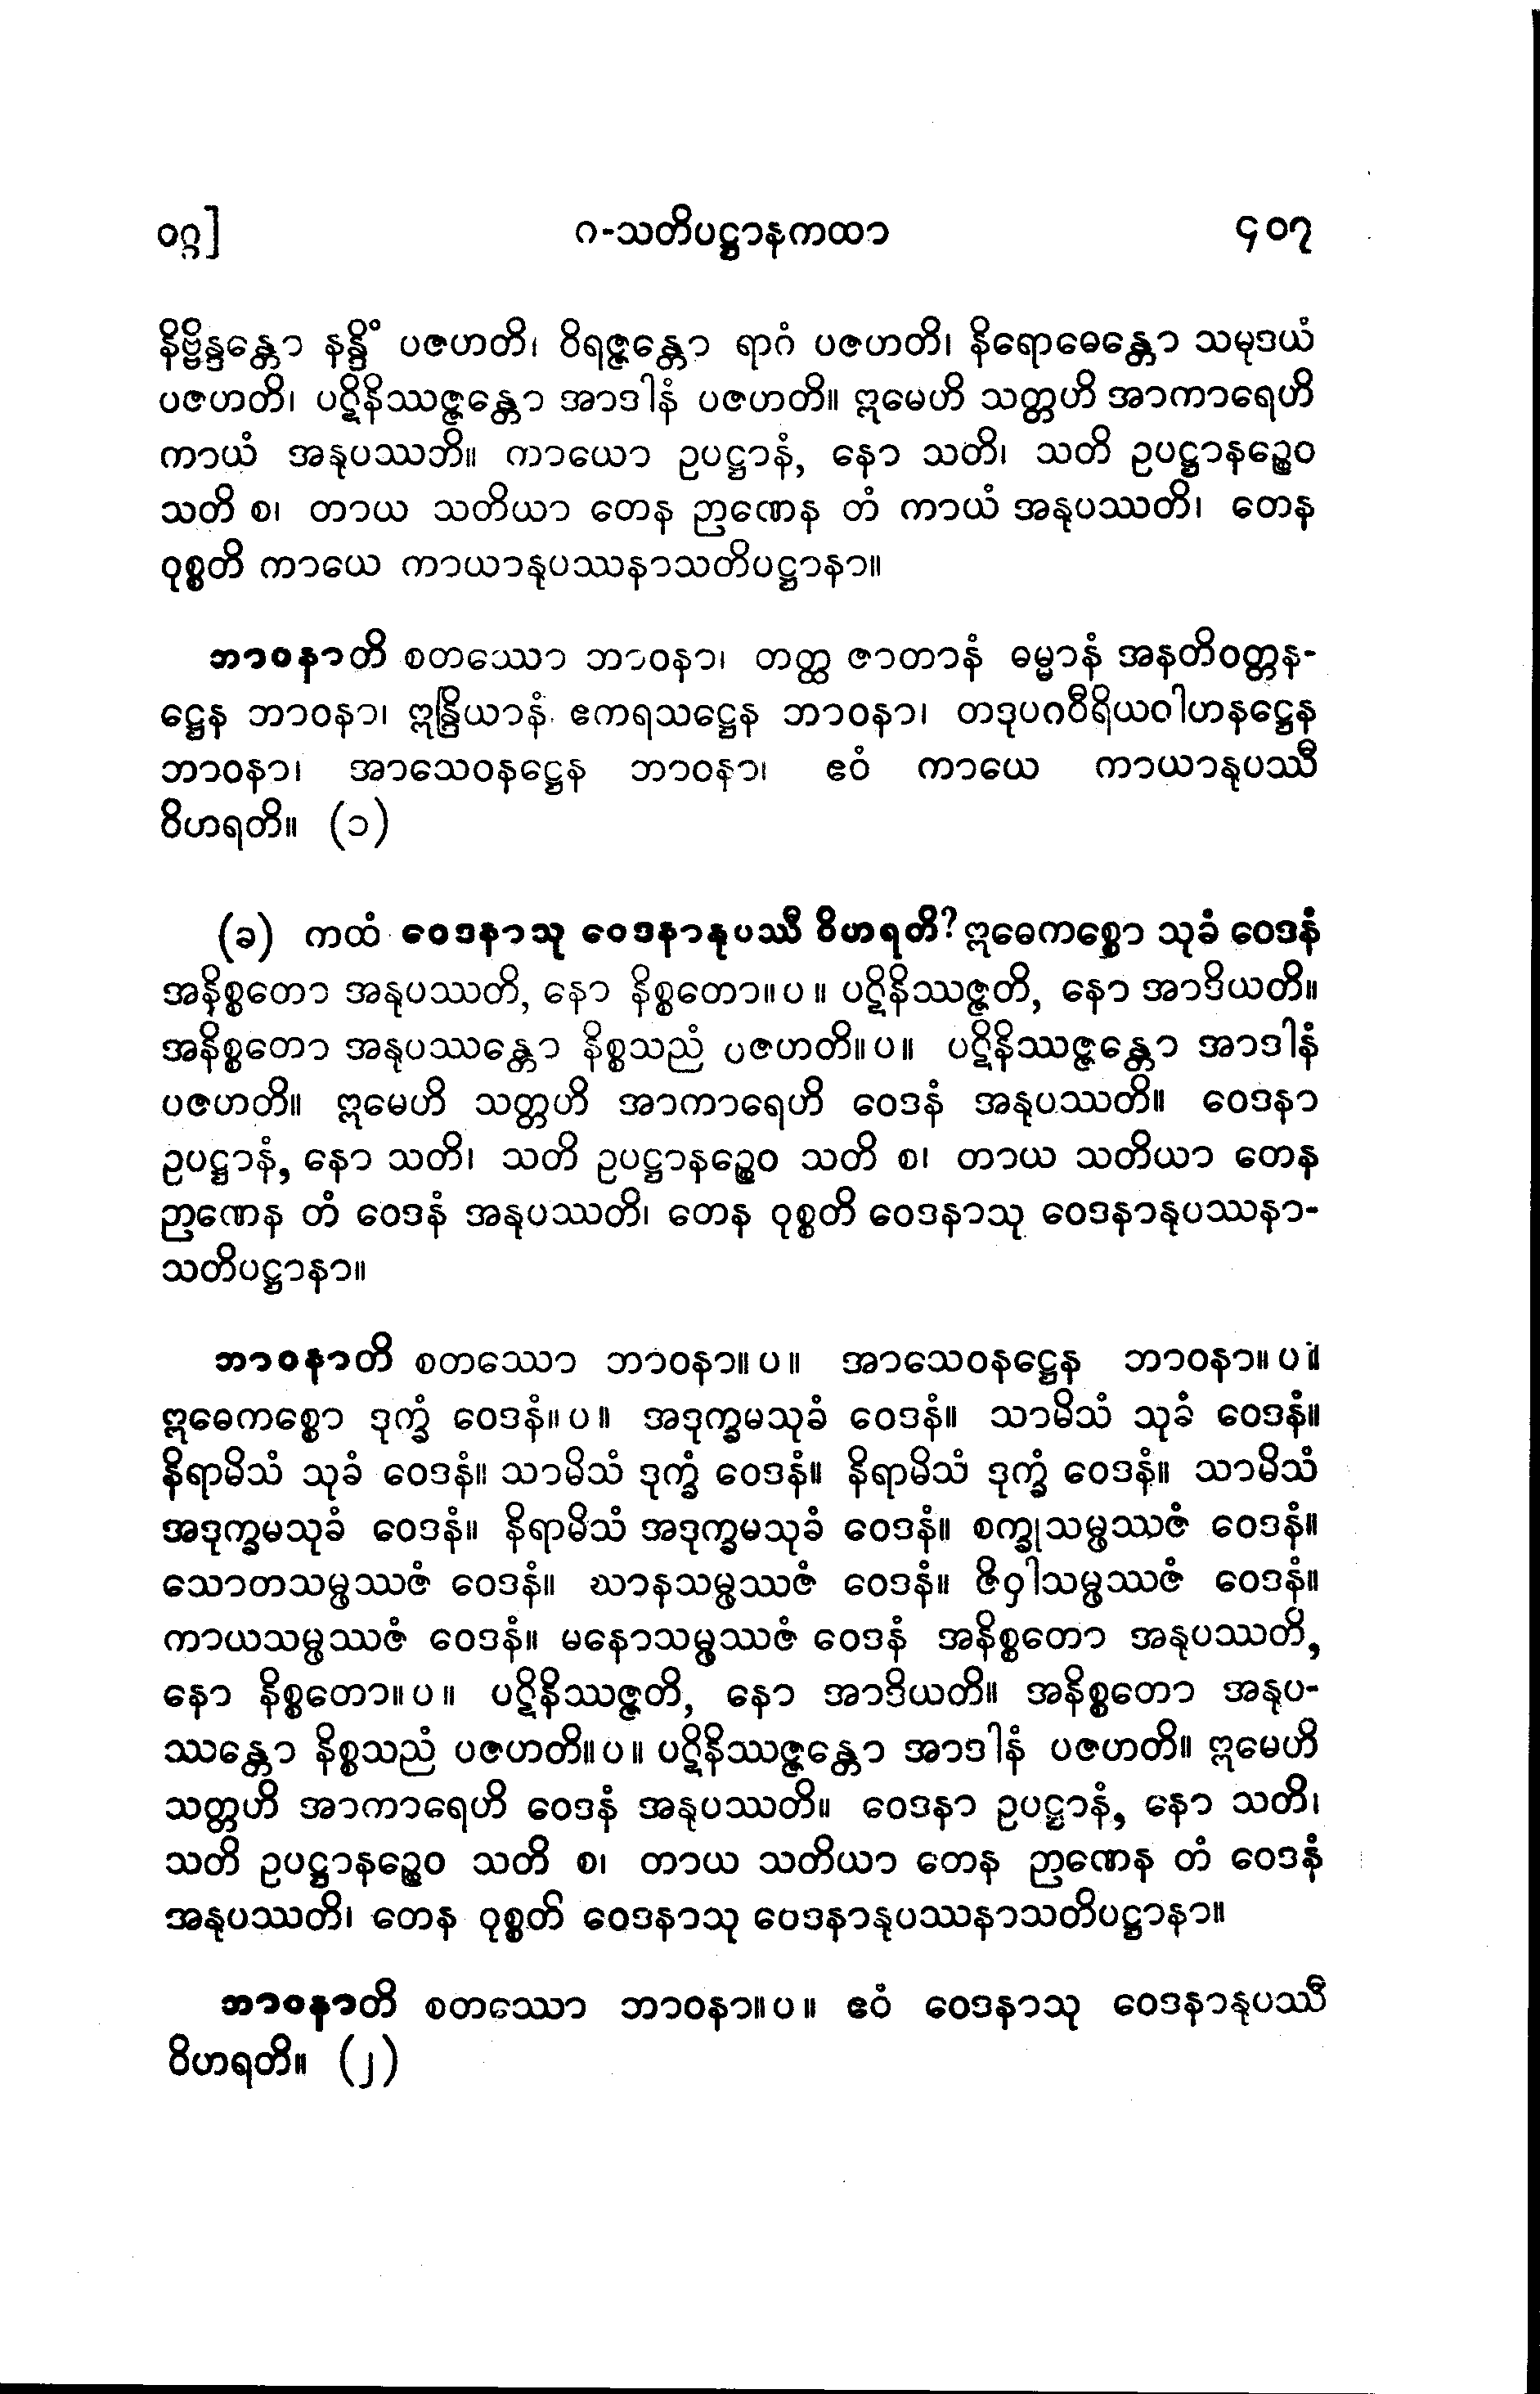 ဝဂ္ဂ] ဂ-သတိပဋ္ဌာနကထာ ၄၀၇
နိဗ္ဗိန္ဒန္တော နန္ဒိံ ပဇဟတိ၊ ဝိရဇ္ဇန္တော ရာဂံ ပဇဟတိ၊ နိရောဓေန္တော သမုဒယံ
ပဇဟတိ၊ ပဋိနိဿဇ္ဇန္တော အာဒါနံ ပဇဟတိ။ ဣမေဟိ သတ္တဟိ အာကာရေဟိ
ကာယံ အနုပဿဘိ။ ကာယော ဥပဋ္ဌာနံ, နော သတိ၊ သတိ ဥပဋ္ဌာနဉ္စေဝ
သတိ စ၊ တာယ သတိယာ တေန ဉာဏေန တံ ကာယံ အနုပဿတိ၊ တေန
ဝုစ္စတိ ကာယေ ကာယာနုပဿနာသတိပဋ္ဌာနာ။
ဘာဝနာတိ စတဿော ဘာဝနာ၊ တတ္ထ ဇာတာနံ ဓမ္မာနံ အနတိဝတ္တန-
ဋ္ဌေန ဘာဝနာ၊ ဣန္ဒြိယာနံ ဧကရသဋ္ဌေန ဘာဝနာ၊ တဒုပဂဝီရိယဝါဟနဋ္ဌေန
ဘာဝနာ၊ အာသေဝနဋ္ဌေန ဘာဝနာ၊ ဧဝံ ကာယေ ကာယာနုပဿီ
ဝိဟရတိ။ (၁)
(ခ) ကထံ ဝေဒနာသု ဝေဒနာနုပဿီ ဝိဟရတိ? ဣဓေကစ္စော သုခံ ဝေဒနံ
အနိစ္စတော အနုပဿတိ, နော နိစ္စတော။ပ။ ပဋိနိဿဇ္ဇတိ, နော အာဒိယတိ။
အနိစ္စတော အနုပဿန္တော နိစ္စသညံ ပဇဟတိ။ပ။ ပဋိနိဿဇ္ဇန္တော အာဒါနံ
ပဇဟတိ။ ဣမေဟိ သတ္တဟိ အာကာရေဟိ ဝေဒနံ အနုပဿတိ။ ဝေဒနာ
ဥပဋ္ဌာနံ, နော သတိ၊ သတိ ဥပဋ္ဌာနဉ္စေဝ သတိ စ၊ တာယ သတိယာ တေန
ဉာဏေန တံ ဝေဒနံ အနုပဿတိ၊ တေန ဝုစ္စတိ ဝေဒနာသု ဝေဒနာနုပဿနာ-
သတိပဋ္ဌာနာ။
ဘာဝနာတိ စတဿော ဘာဝနာ။ပ။ အာသေဝနဋ္ဌေန ဘာဝနာ။ပ။
ဣဓေကစ္စော ဒုက္ခံ ဝေဒနံ။ပ။ အဒုက္ခမသုခံ ဝေဒနံ။ သာမိသံ သုခံ ဝေဒနံ။
နိရာမိသံ သုခံ ဝေဒနံ။ သာမိသံ ဒုက္ခံ ဝေဒနံ။ နိရာမိသံ ဒုက္ခံ ဝေဒနံ။ သာမိသံ
အဒုက္ခမသုခံ ဝေဒနံ။ နိရာမိသံ အဒုက္ခမသုခံ ဝေဒနံ။ စက္ခုသမ္ဖဿဇံ ဝေဒနံ။
သောတသမ္ဖဿဇံ ဝေဒနံ။ ဃာနသမ္ဖဿဇံ ဝေဒနံ။ ဇိဝှါသမ္ဖဿဇံ ဝေဒနံ။
ကာယသမ္ဖဿဇံ ဝေဒနံ။ မနောသမ္ဖဿဇံ ဝေဒနံ အနိစ္စတော အနုပဿတိ,
နော နိစ္စတော။ပ။ ပဋိနိဿဇ္ဇတိ, နော အာဒိယတိ။ အနိစ္စတော အနုပ-
ဿန္တော နိစ္စသညံ ပဇဟတိ။ပ။ ပဋိနိဿဇ္ဇန္တော အာဒါနံ ပဇဟတိ။ ဣမေဟိ
သတ္တဟိ အာကာရေဟိ ဝေဒနံ အနုပဿတိ။ ဝေဒနာ ဥပဋ္ဌာနံ, နော သတိ၊
သတိ ဥပဋ္ဌာနဉ္စေဝ သတိ စ၊ တာယ သတိယာ တေန ဉာဏေန တံ ဝေဒနံ
အနုပဿတိ၊ တေန ဝုစ္စတိ ဝေဒနာသု ဝေဒနာနုပဿနာသတိပဋ္ဌာနာ။
ဘာဝနာတိ စတဿော ဘာဝနာ။ပ။ ဧဝံ ဝေဒနာသု ဝေဒနာနုပဿီ
ဝိဟရတိ။ (၂)